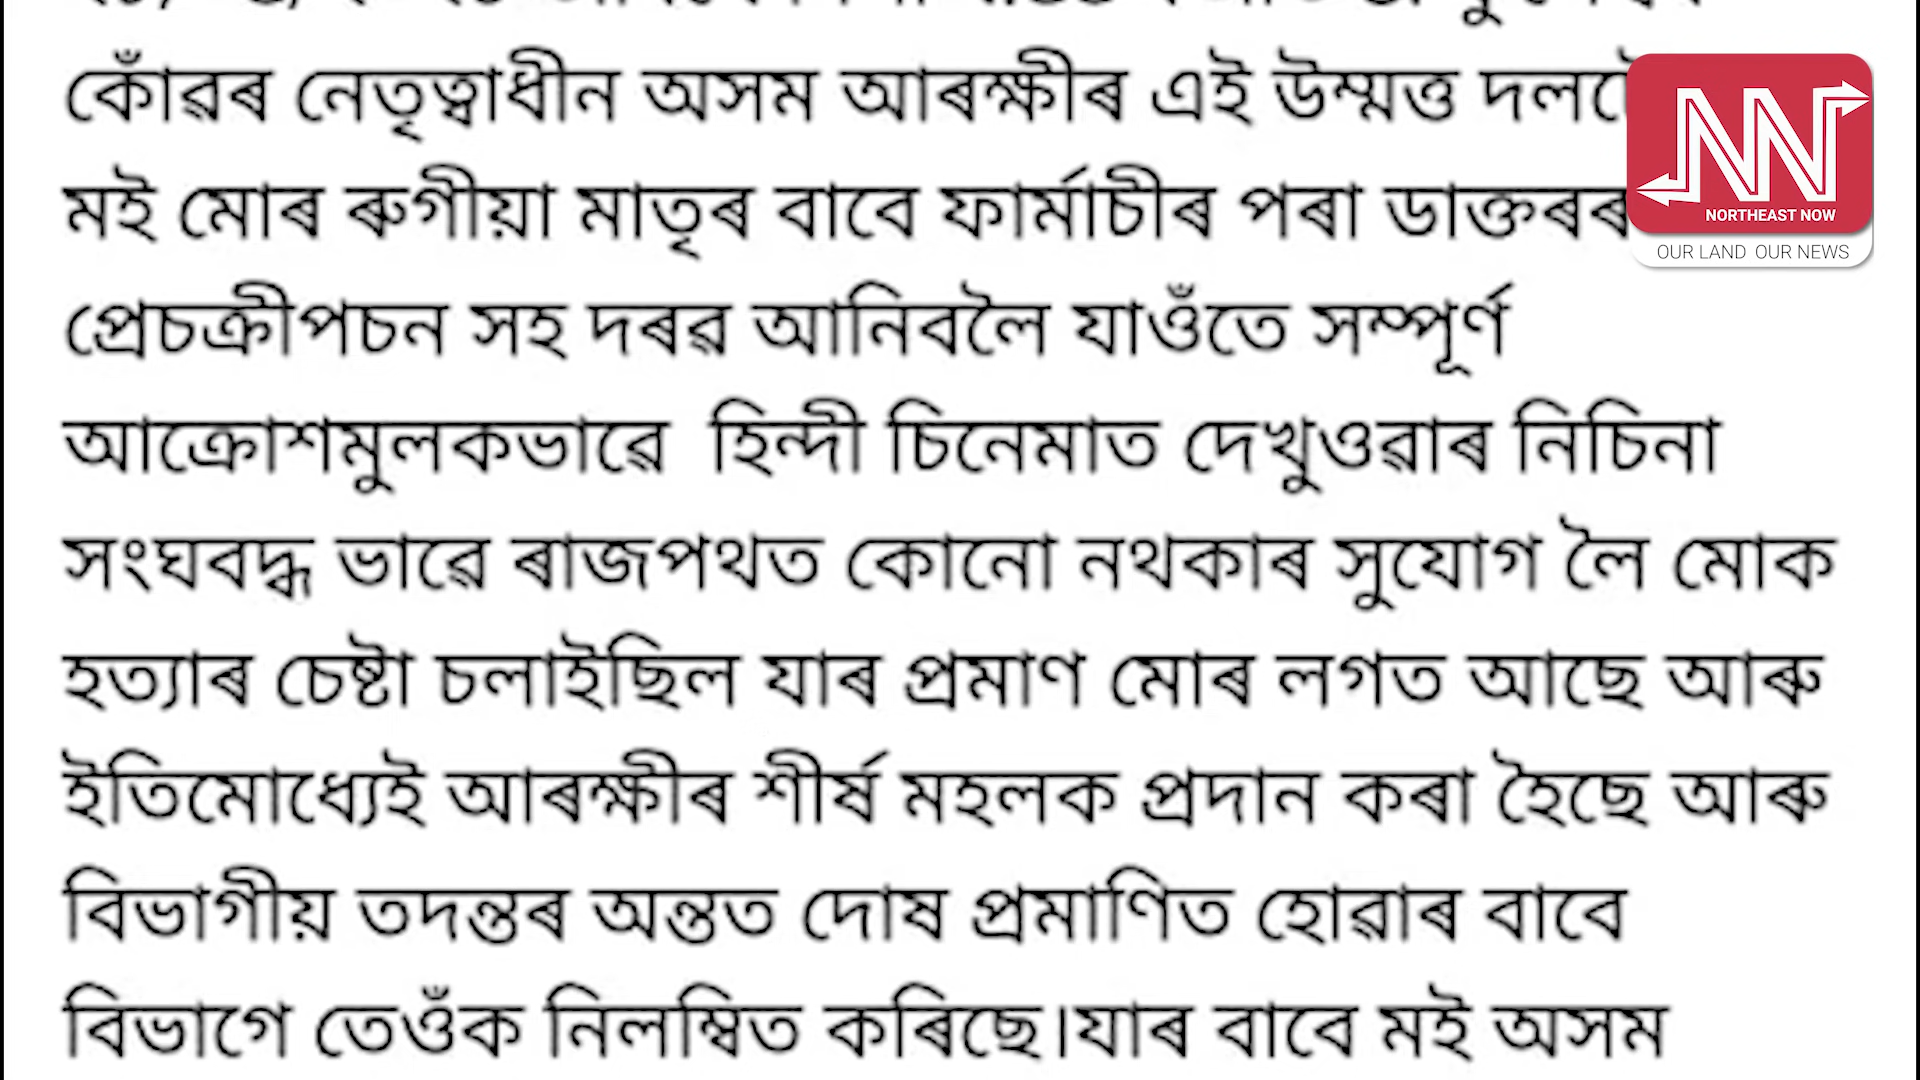 কোঁৱৰ নেতৃত্বাধীন অসম আৰক্ষীৰ এই উম্মত্ত
মই মোৰ ৰুগীয়া মাতৃৰ বাবে ফাৰ্মাচীৰ পৰা ডাক্তৰৰ
প্ৰেচক্ৰীপচন সহ দৰৱ আনিবলৈ যাওঁতে সম্পূৰ্ণ
আক্ৰোশমুলকভাৱে হিন্দী চিনেমাত দেখুওৱাৰ নিচিনা
সংঘবদ্ধ ভাৱে ৰাজপথত কোনো নথকাৰ সুযোগ লৈ মোক
হত্যাৰ চেষ্টা চলাইছিল যাৰ প্ৰমাণ মোৰ লগত আছে আৰু
ইতিমোধ্যেই আৰক্ষীৰ শীৰ্ষ মহলক প্ৰদান কৰা হৈছে আৰু
বিভাগীয় তদন্তৰ অন্তত দোষ প্ৰমাণিত হোৱাৰ বাবে
বিভাগে তেওঁক নিলম্বিত কৰিছে।যাৰ বাবে মই অসম
NN
NORTHEAST NOW
OUR LAND OUR NEWS